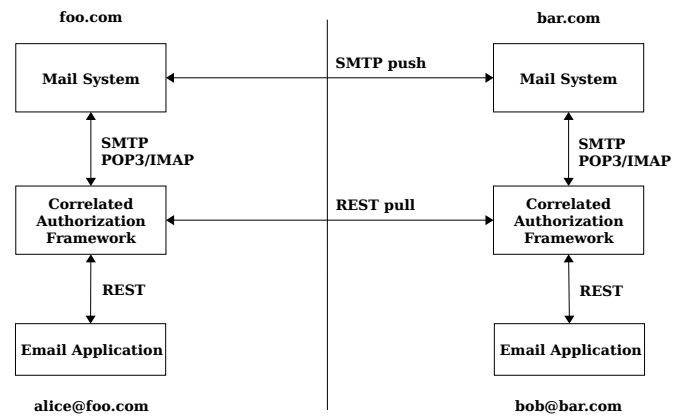 foo.com
bar.com
Mail System
SMTP push
Mail System
SMTP
POP3/IMAP
SMTP
POP3/IMAP
Correlated
Authorization
Framework
REST pull
Correlated
Authorization
Framework
REST
REST
Email Application
Email Application
alice@foo.com
bob@bar.com